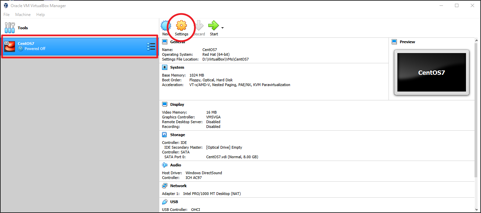 Oracle VM VirtualBox Manager
File Machine Help
Tools
CentOS7
Powered Off
New Settings Discard Start
General
Name: CentOS7
Operating System: Red Hat (64-bit)
Settings File Location: D:\VirtualBox\VMs\CentOS7
System
Base Memory: 1024 MB
Boot Order: Floppy, Optical, Hard Disk
Acceleration: VT-x/AMD-V, Nested Paging, PAE/NX, KVM Paravirtualization
Display
Video Memory: 16 MB
Graphics Controller: VMSVGA
Remote Desktop Server: Disabled
Recording: Disabled
Storage
Controller: IDE
IDE Secondary Master: [Optical Drive] Empty
Controller: SATA
SATA Port 0: CentOS7.vdi (Normal, 8.00 GB)
Audio
Host Driver: Windows DirectSound
Controller: ICH AC97
Network
Adapter 1: Intel PRO/1000 MT Desktop (NAT)
USB
USB Controller: OHCI
Preview
CentOS7